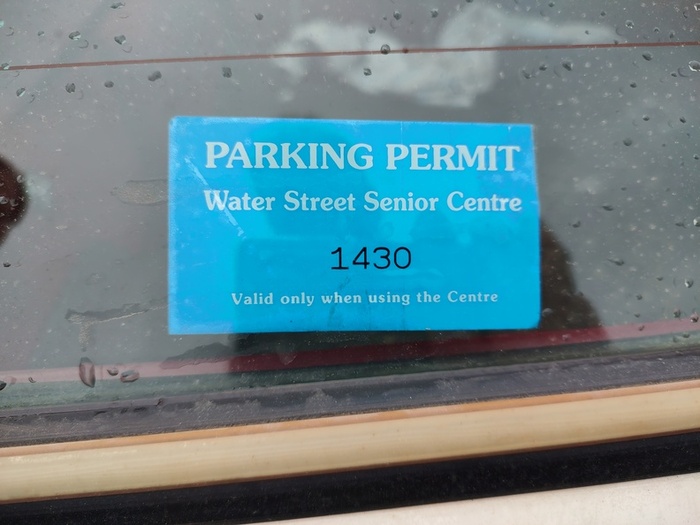 PARKING PERMIT
Water Street Senior Centre
1430
Valid only when using the Centre